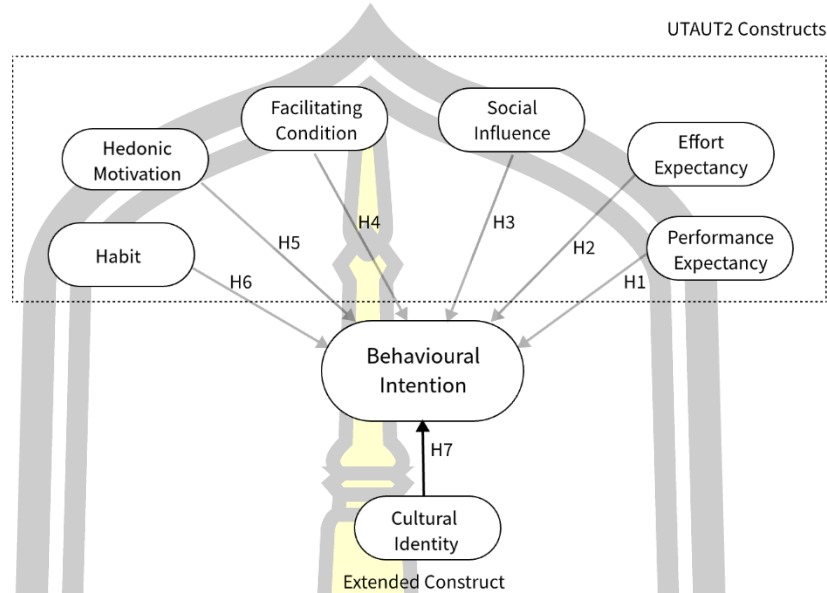 UTAUT2 Constructs
Facilitating
Condition
Social
Influence
Hedonic
Motivation
Effort
Expectancy
Habit
Performance
Expectancy
H6
H5
H4
H3
H2
H1
Behavioural
Intention
H7
Cultural
Identity
Extended Construct